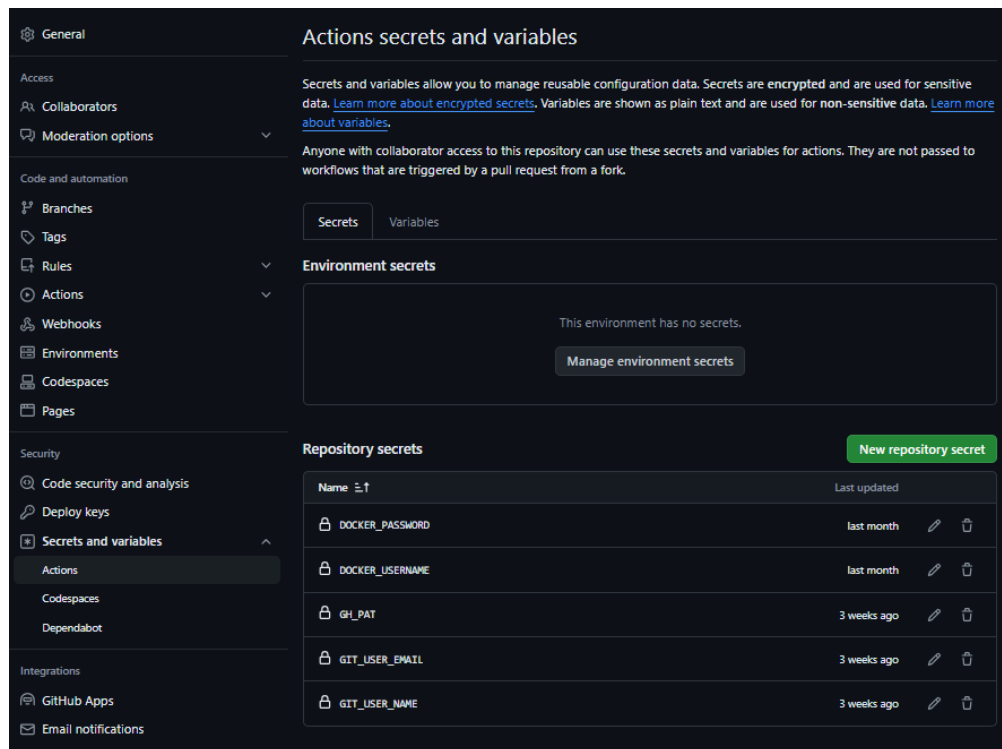 General
Access
Collaborators
Moderation options
Code and automation
Branches
Tags
Rules
Actions
Webhooks
Environments
Codespaces
Pages
Security
Code security and analysis
Deploy keys
Secrets and variables
Actions
Codespaces
Dependabot
Integrations
GitHub Apps
Email notifications
Actions secrets and variables
Secrets and variables allow you to manage reusable configuration data. Secrets are encrypted and are used for sensitive
data. Learn more about encrypted secrets. Variables are shown as plain text and are used for non-sensitive data. Learn more
about variables.
Anyone with collaborator access to this repository can use these secrets and variables for actions. They are not passed to
workflows that are triggered by a pull request from a fork.
Secrets Variables
Environment secrets
This environment has no secrets.
Manage environment secrets
Repository secrets New repository secret
Name Last updated
DOCKER_PASSWORD last month
DOCKER_USERNAME last month
GH_PAT 3 weeks ago
GIT_USER_EMAIL 3 weeks ago
GIT_USER_NAME 3 weeks ago